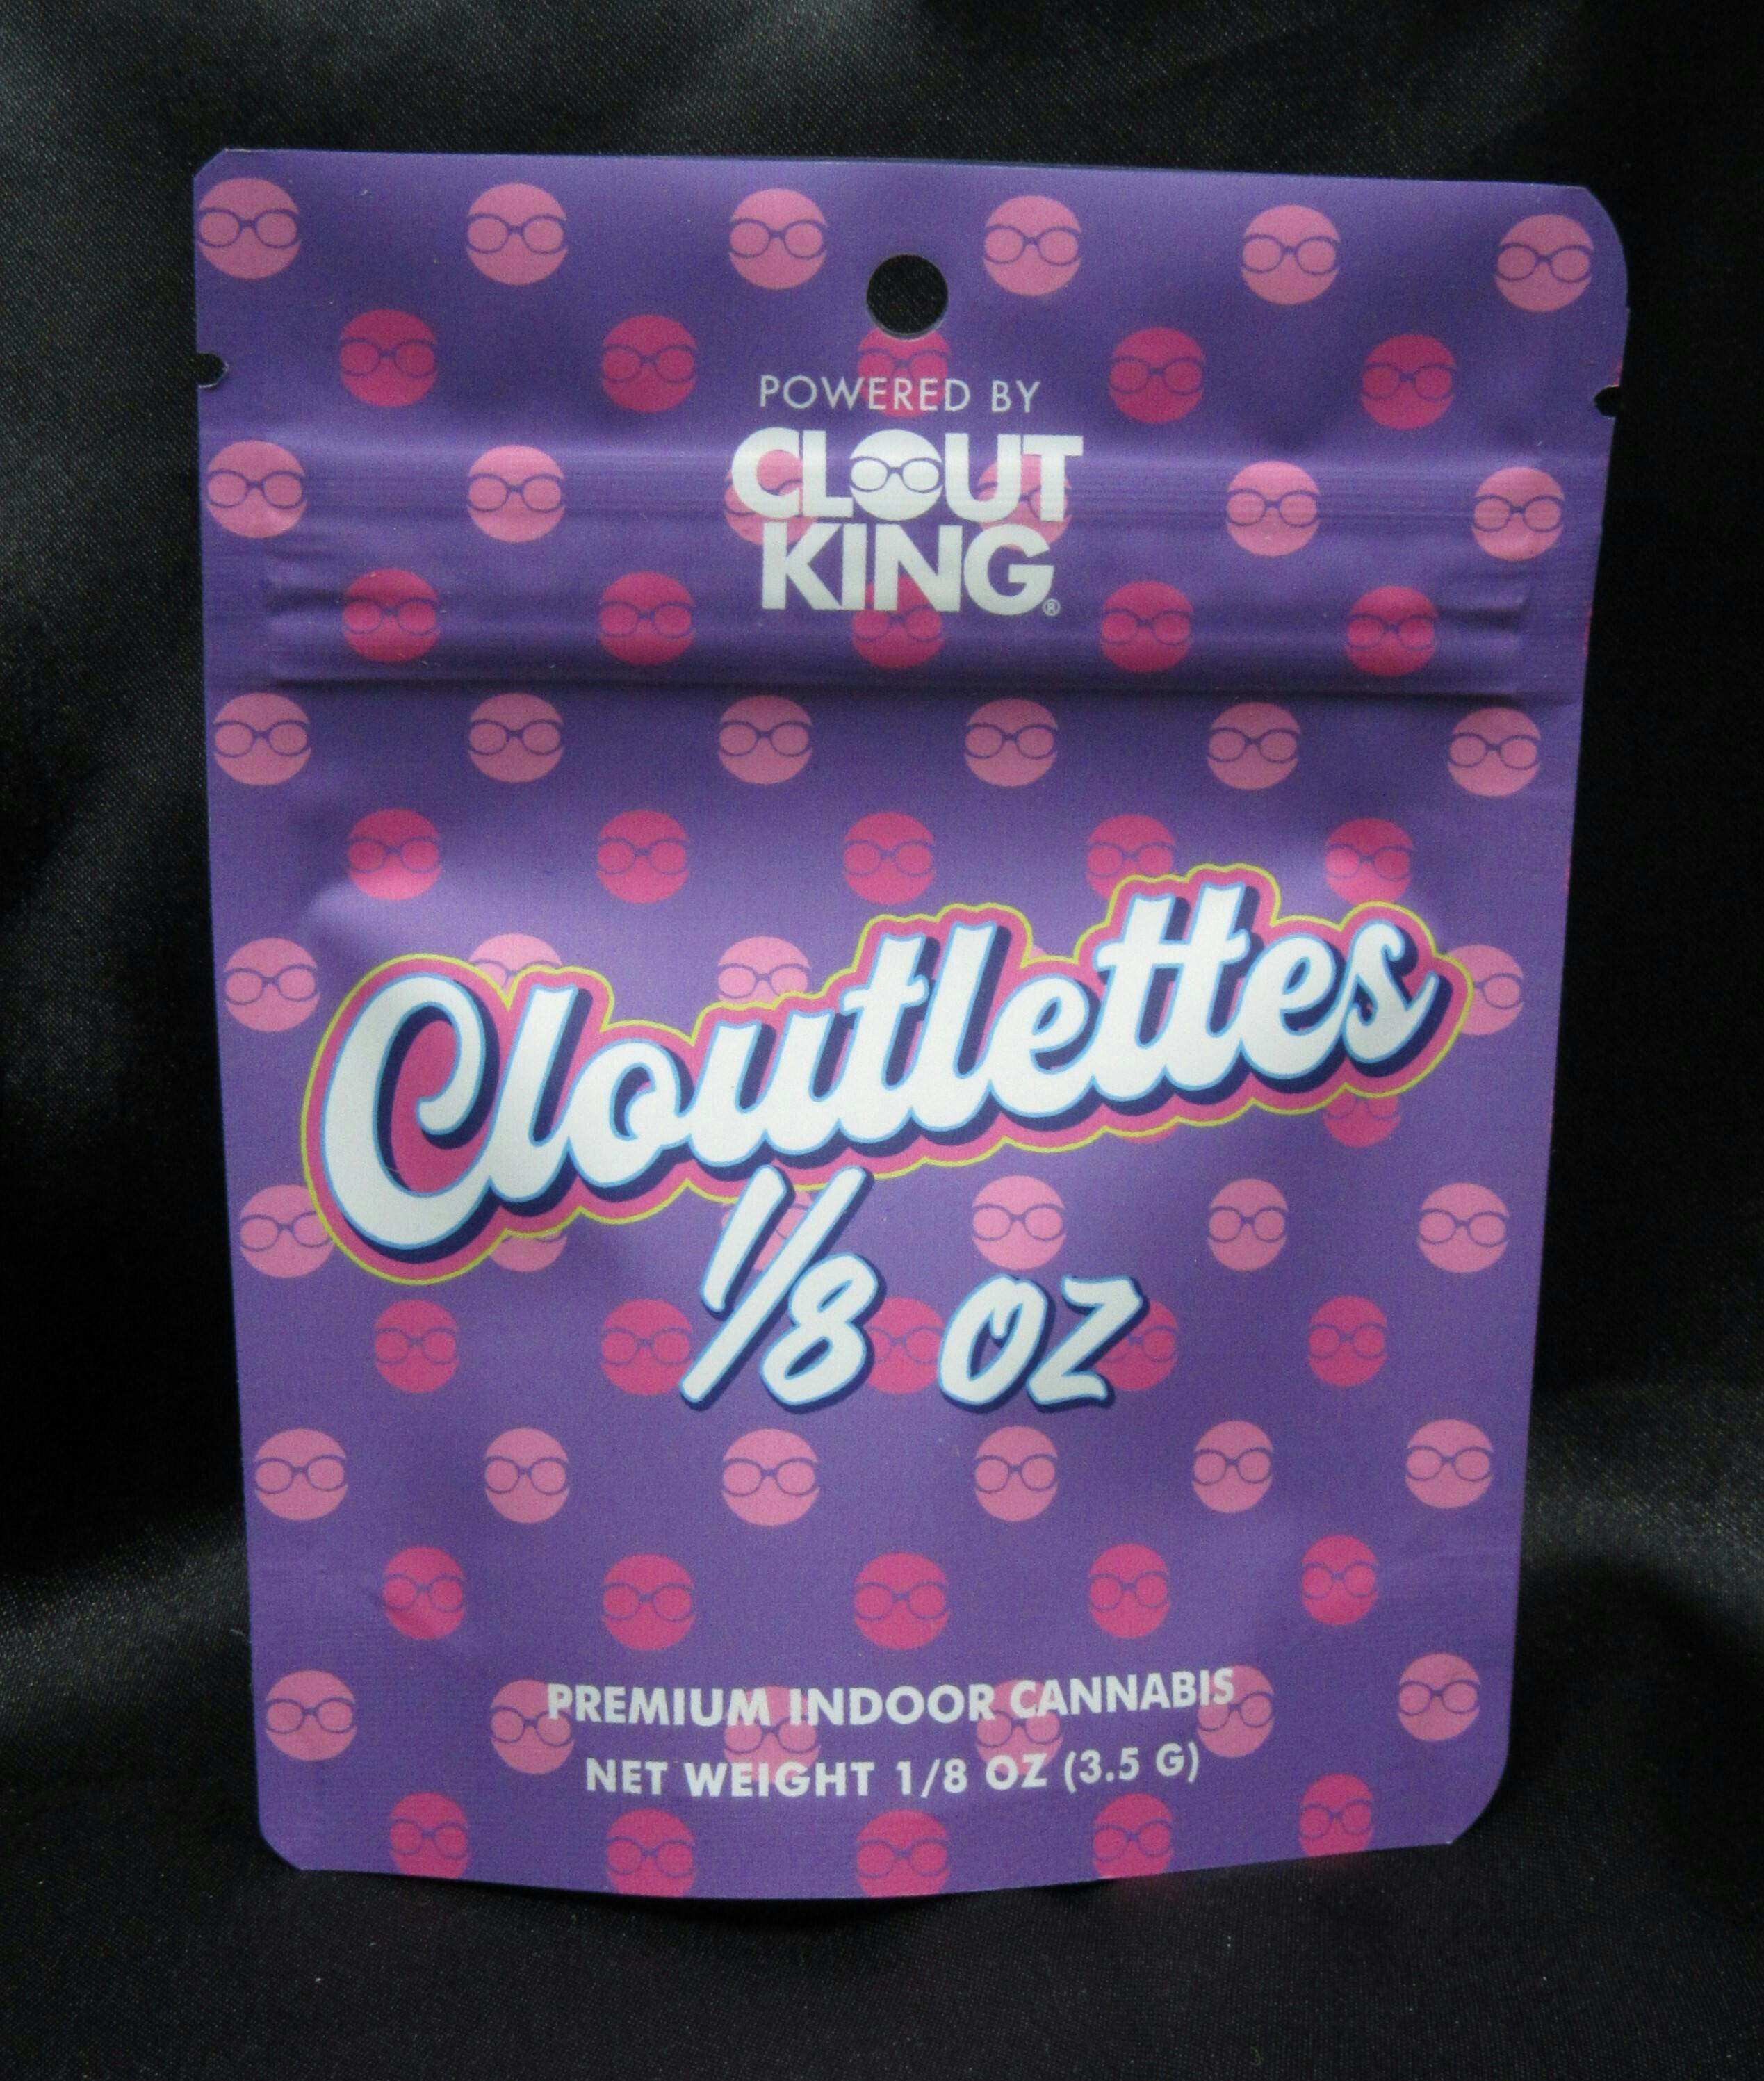 POWERED BY
CLOUT
KING®
Cloutlettes
1/8 OZ
PREMIUM INDOOR CANNABIS
NET WEIGHT 1/8 OZ (3.5 G)